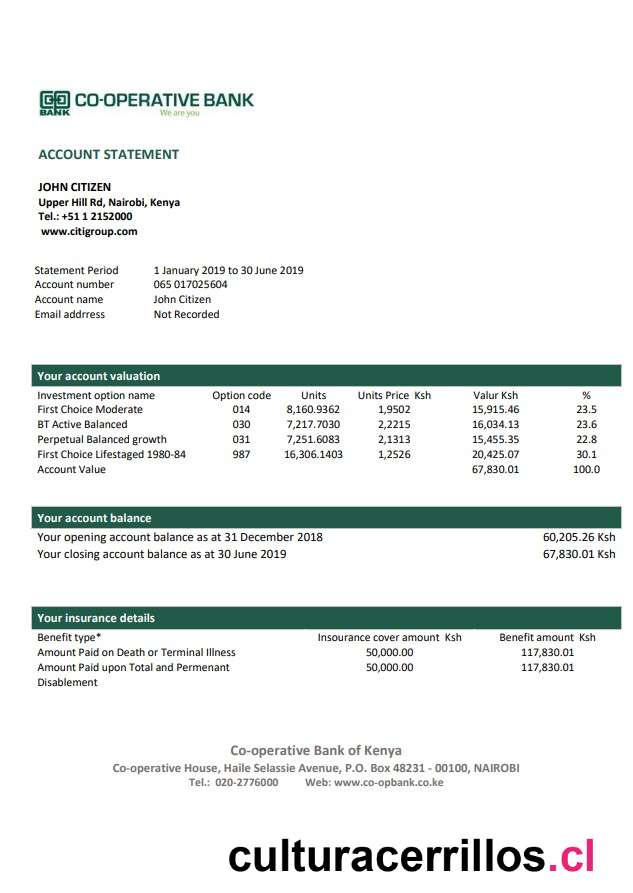 CO-OPERATIVE BANK
BANK
We are you
ACCOUNT STATEMENT
JOHN CITIZEN
Upper Hill Rd, Nairobi, Kenya
Tel.: +51 1 2152000
www.citigroup.com
Statement Period 1 January 2019 to 30 June 2019
Account number 065 017025604
Account name John Citizen
Email addrress Not Recorded
Your account valuation
Investment option name Option code Units Units Price Ksh Valur Ksh %
First Choice Moderate 014 8,160.9362 1,9502 15,915.46 23.5
BT Active Balanced 030 7,217.7030 2,2215 16,034.13 23.6
Perpetual Balanced growth 031 7,251.6083 2,1313 15,455.35 22.8
First Choice Lifestaged 1980-84 987 16,306.1403 1,2526 20,425.07 30.1
Account Value 67,830.01 100.0
Your account balance
Your opening account balance as at 31 December 2018 60,205.26 Ksh
Your closing account balance as at 30 June 2019 67,830.01 Ksh
Your insurance details
Benefit type* Insourance cover amount Ksh Benefit amount Ksh
Amount Paid on Death or Terminal Illness 50,000.00 117,830.01
Amount Paid upon Total and Permenant 50,000.00 117,830.01
Disablement
Co-operative Bank of Kenya
Co-operative House, Haile Selassie Avenue, P.O. Box 48231 - 00100, NAIROBI
Tel.: 020-2776000 Web: www.co-opbank.co.ke
culturacerrillos.cl